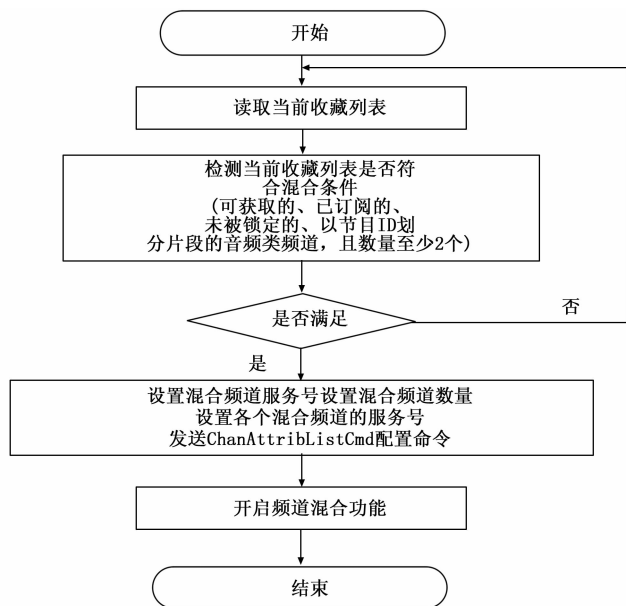 开始
读取当前收藏列表
检测当前收藏列表是否符
合混合条件
(可获取的、已订阅的、
未被锁定的、以节目ID划
分片段的音频类频道,且数量至少2个)
是否满足
否
是
设置混合频道服务号设置混合频道数量
设置各个混合频道的服务号
发送ChanAttribListCmd配置命令
开启频道混合功能
结束